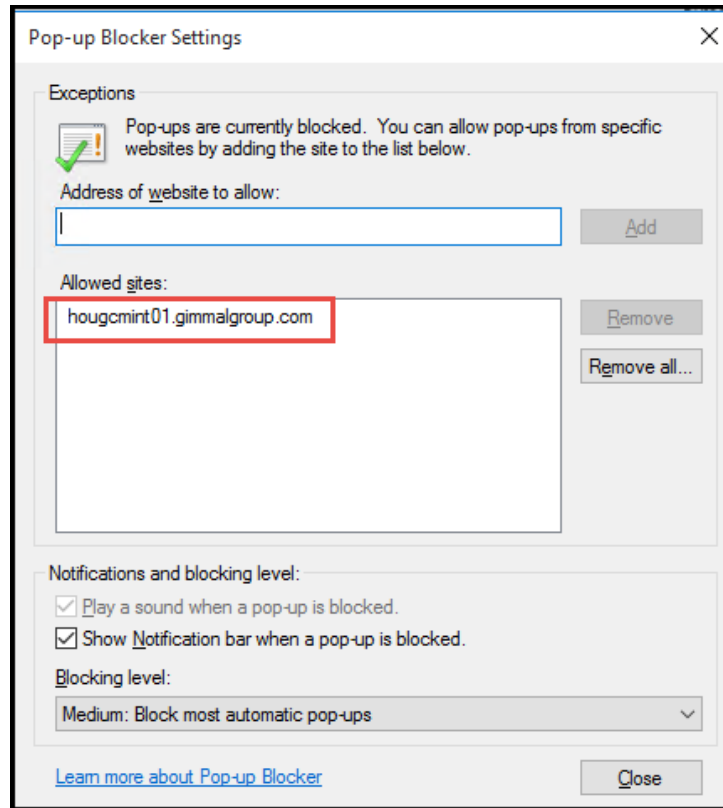 Pop-up Blocker Settings
Exceptions
Pop-ups are currently blocked.  You can allow pop-ups from specific
websites by adding the site to the list below.
Address of website to allow:
Add
Allowed sites:
hougcmint01.gimmalgroup.com
Remove
Remove all...
Notifications and blocking level:
Play a sound when a pop-up is blocked.
Show Notification bar when a pop-up is blocked.
Blocking level:
Medium: Block most automatic pop-ups
Learn more about Pop-up Blocker
Close